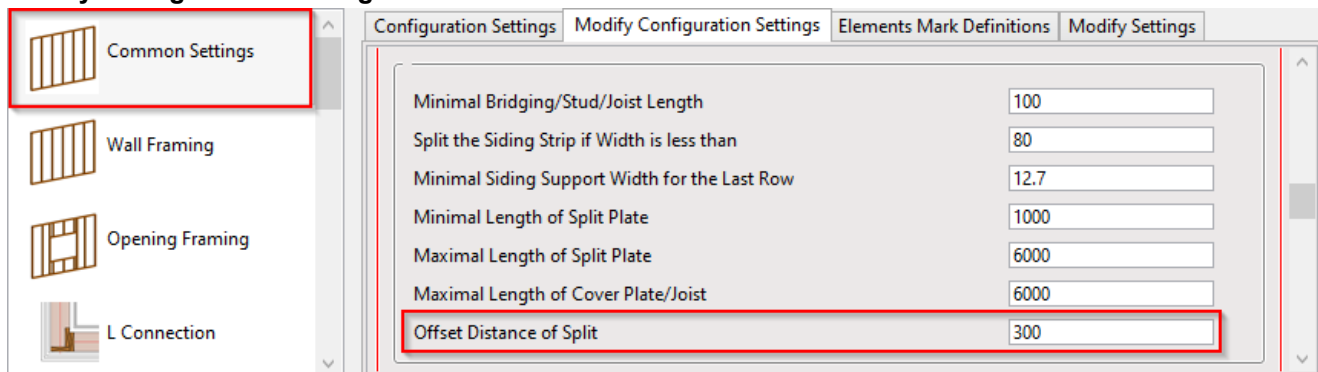 Common Settings
Wall Framing
Opening Framing
L Connection
Configuration Settings
Modify Configuration Settings
Elements Mark Definitions
Modify Settings
Minimal Bridging/Stud/Joist Length 100
Split the Siding Strip if Width is less than 80
Minimal Siding Support Width for the Last Row 12.7
Minimal Length of Split Plate 1000
Maximal Length of Split Plate 6000
Maximal Length of Cover Plate/Joist 6000
Offset Distance of Split 300